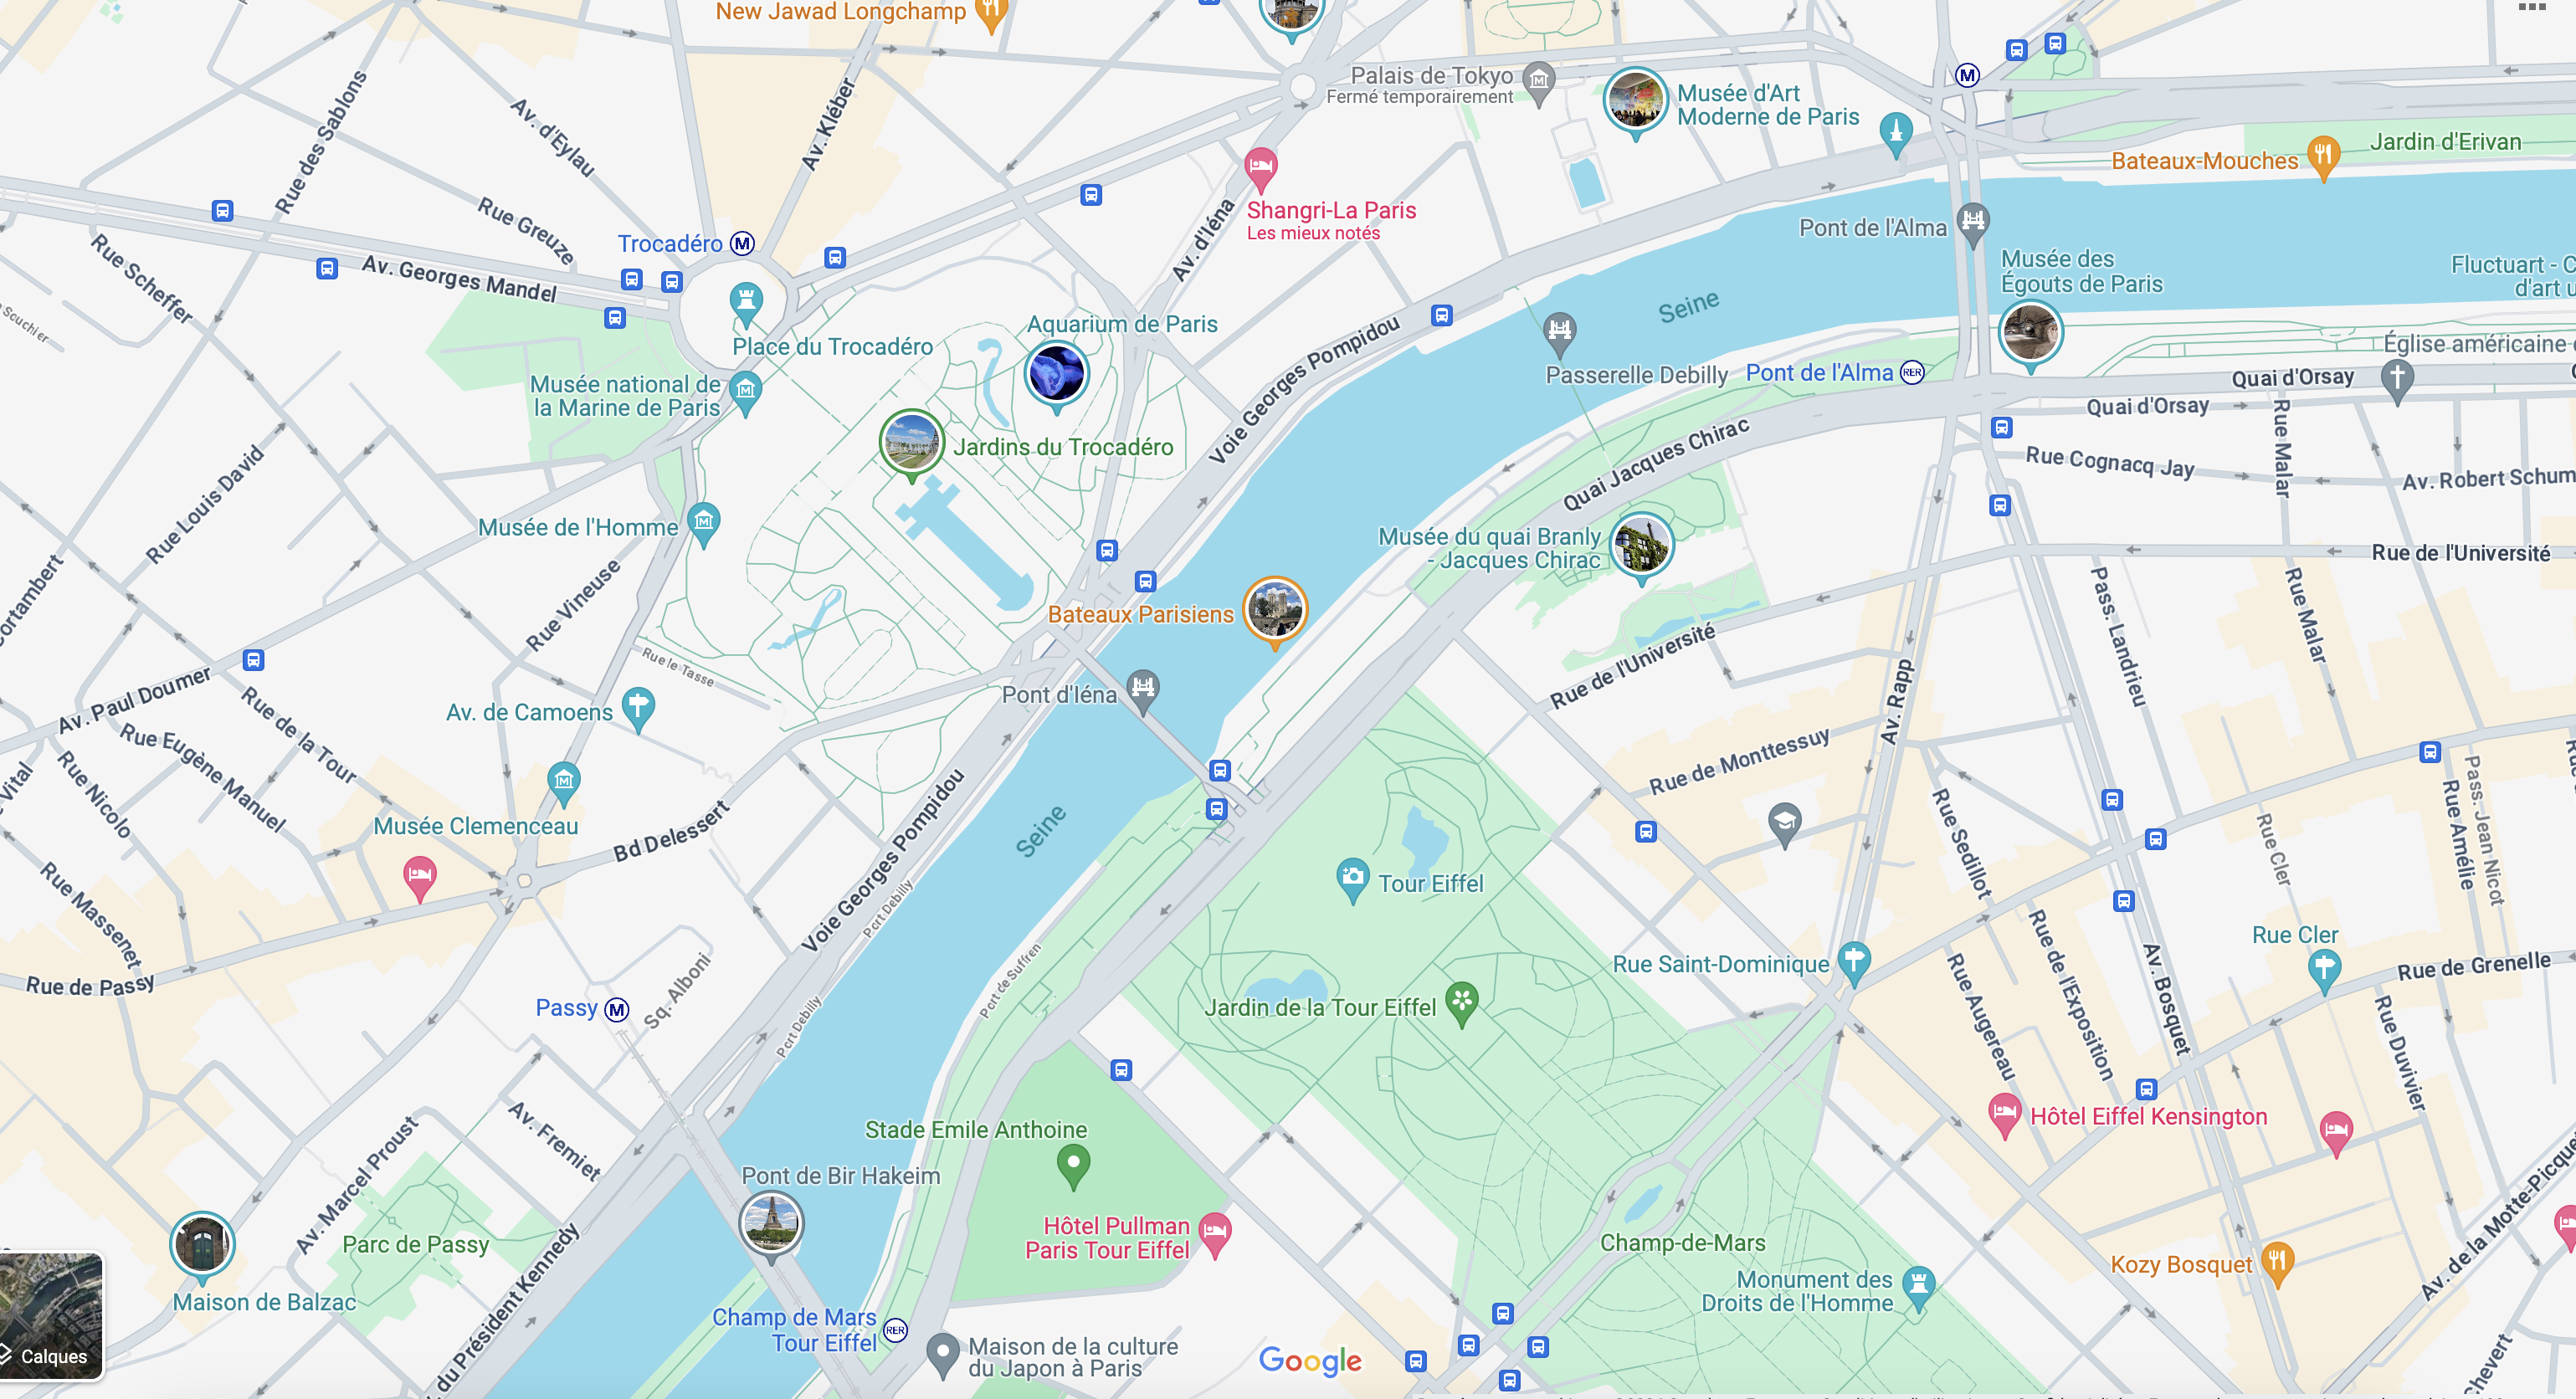 New Jawad Longchamp
Palais de Tokyo
Fermé temporairement
Musée d'Art
Moderne de Paris
M
Jardin d'Erivan
Bateaux-Mouches
Rue des Sablons
Av. d'Eylau
Av. Kléber
Shangri-La Paris
Les mieux notés
Pont de l'Alma
Rue Greuze
Trocadéro M
Av. d'Iéna
Rue Scheffer
Av. Georges Mandel
Musée des
Égouts de Paris
Fluctuart - C
d'art u
Seine
Scuchier
Place du Trocadéro
Aquarium de Paris
Voie Georges Pompidou
Passerelle Debilly
Pont de l'Alma RER
Église américaine
Quai d'Orsay
Quai d'Orsay
Musée national de
la Marine de Paris
Jardins du Trocadéro
Quai Jacques Chirac
Rue Malar
Rue Cognacq Jay
Av. Robert Schum
Rue Louis David
Musée de l'Homme
Musée du quai Branly
- Jacques Chirac
Rue de l'Université
ortambert
Rue Vineuse
Bateaux Parisiens
Pass. Landrieu
Rue Malar
Rue de l'Université
Rue le Tasse
Pont d'Iéna
Av. Paul Doumer
Av. de Camoens
Av. Rapp
Rue de la Tour
Rue Eugène Manuel
Rue de Monttessuy
Vital
Rue Nicolo
Musée Clemenceau
Bd Delessert
Voie Georges Pompidou
Seine
Port Debilly
Tour Eiffel
Rue Sedillot
Rue Cler
Rue Amélie
Pass. Jean Nicot
Rue Massenet
Rue de Passy
Rue Saint-Dominique
Rue Cler
Rue de Grenelle
Passy M
Sq. Alboni
Port Debilly
Port de Suffren
Jardin de la Tour Eiffel
Rue Augereau
Rue de l'Exposition
Av. Bosquet
Rue Duvivier
Av. Marcel Proust
Av. Fremiet
Stade Emile Anthoine
Hôtel Eiffel Kensington
Pont de Bir Hakeim
Hôtel Pullman
Paris Tour Eiffel
Parc de Passy
Champ-de-Mars
Kozy Bosquet
Av. de la Motte-Picque
Monument des
Droits de l'Homme
Maison de Balzac
du Président Kennedy
Champ de Mars
Tour Eiffel RER
Maison de la culture
du Japon à Paris
Google
Calques
Chevert